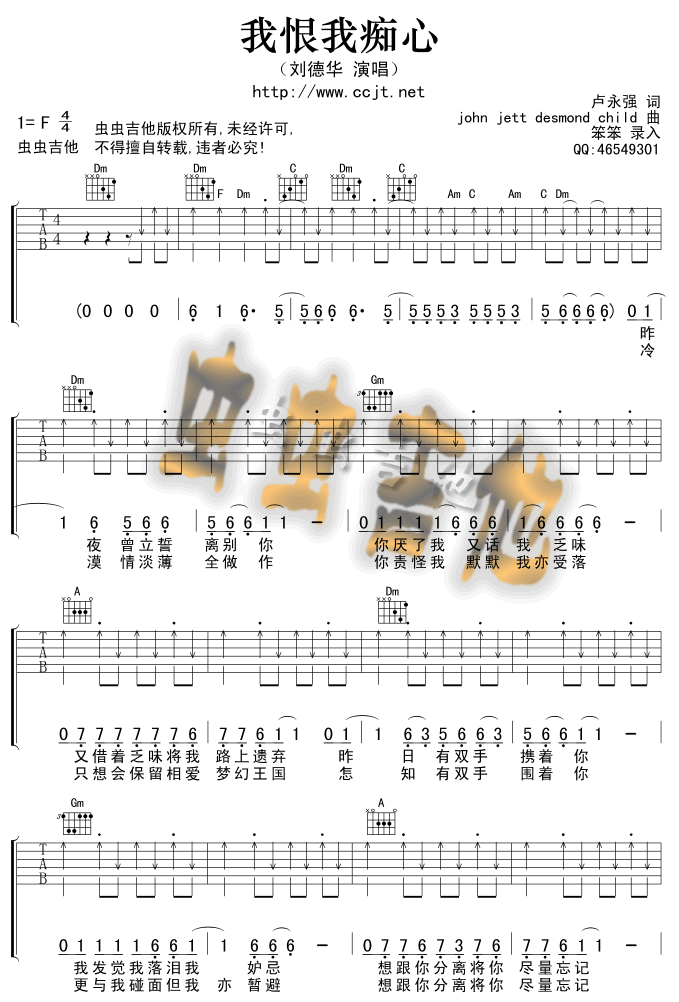 我恨我痴心
（刘德华 演唱）
http://www.ccjt.net
1= F 4/4
虫虫吉他
虫虫吉他版权所有,未经许可,
不得擅自转载,违者必究!
卢永强 词
john jett desmond child 曲
笨笨 录入
QQ:46549301
Dm Dm C Dm C
F Dm Am C Am C Dm
T
A
B
4
4
(0 0 0 0 | 6 1 6· 5 | 5 6 6 6· 5 | 5 5 5 3 5 5 5 3 | 5 6 6 6 6) 0 1 |
昨
冷
Dm Gm
T
A
B
1 6 5 6 6 | 5 6 6 1 1 - | 0 1 1 1 1 6 6 6 | 1 6 6 6 6 - |
夜 曾立誓 离别 你 你厌了我 又话 我 乏味
漠 情淡薄 全做 作 你责怪我 默默 我亦受落
A Dm
T
A
B
0 7 7 7 7 7 7 6 | 7 7 6 1 1 0 1 | 1 6 3 5 6 6 3 | 5 6 6 1 1 - |
又借着乏味将我 路上遗弃 昨 日 有双手 携着 你
只想会保留相爱 梦幻王国 怎 知 有双手 围着 你
Gm A
T
A
B
0 1 1 1 1 6 6 1 | 1 6 6 6 - | 0 7 7 6 7 3 7 6 | 7 7 6 1 1 - |
我发觉我落泪我 妒忌 想跟你分离将你 尽量忘记
更与我碰面但我 亦 暂避 想跟你分离将你 尽量忘记
虫虫吉他